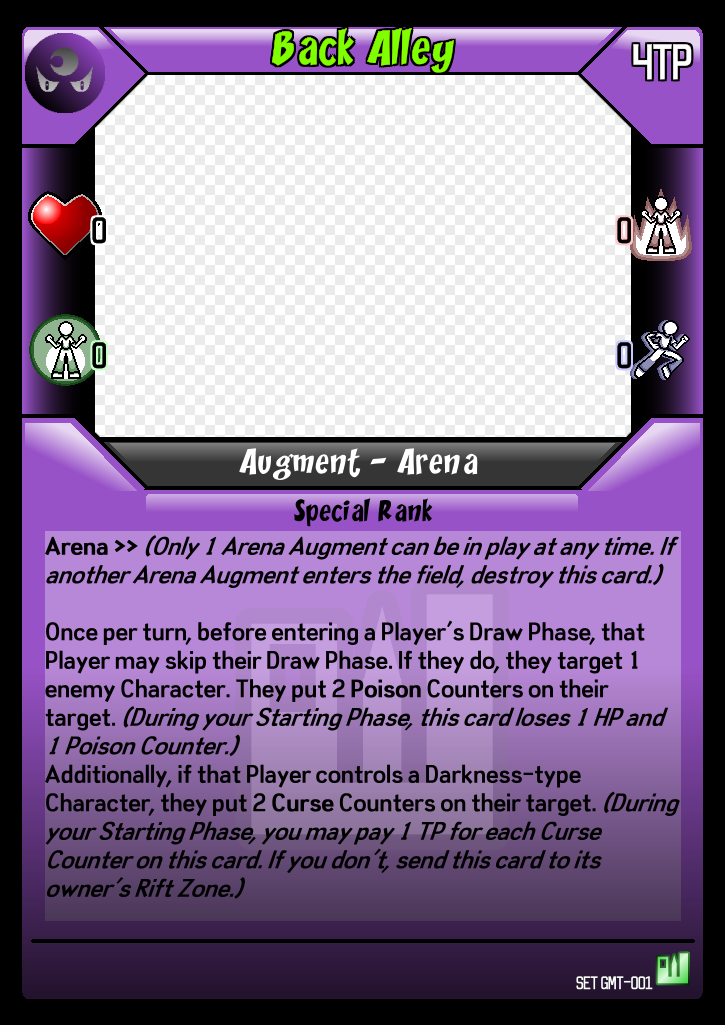 Back Alley
4TP
0
0
0
0
Augment - Arena
Special Rank
Arena >> (Only 1 Arena Augment can be in play at any time. If
another Arena Augment enters the field, destroy this card.)
Once per turn, before entering a Player's Draw Phase, that
Player may skip their Draw Phase. If they do, they target 1
enemy Character. They put 2 Poison Counters on their
target. (During your Starting Phase, this card loses 1 HP and
1 Poison Counter.)
Additionally, if that Player controls a Darkness-type
Character, they put 2 Curse Counters on their target. (During
your Starting Phase, you may pay 1 TP for each Curse
Counter on this card. If you don't, send this card to its
owner's Rift Zone.)
SET GMT-001